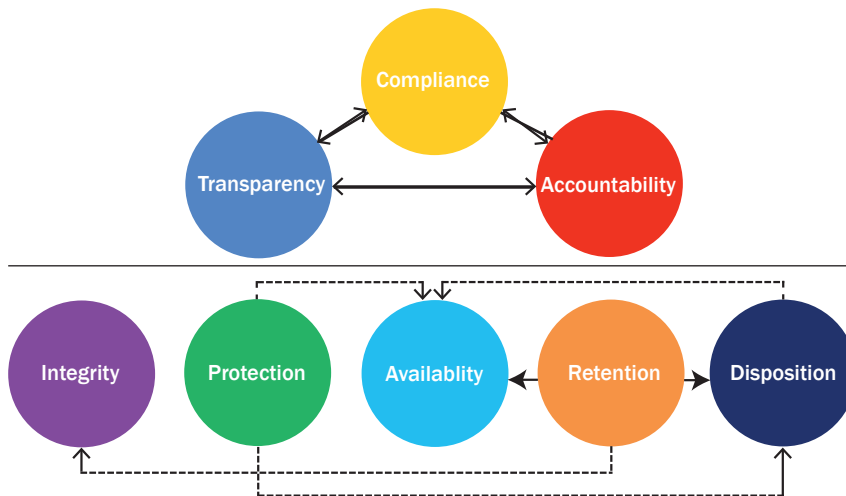 Compliance
Transparency
Accountability
Integrity
Protection
Availablity
Retention
Disposition